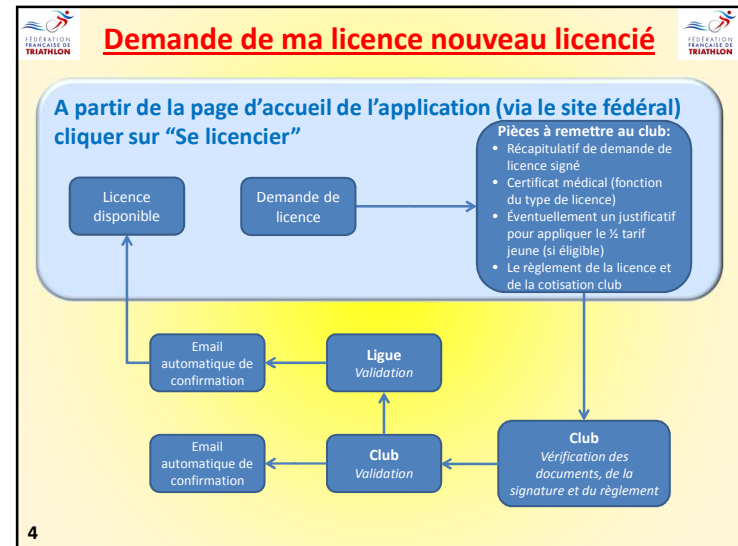 FÉDÉRATION
FRANÇAISE DE
TRIATHLON
Demande de ma licence nouveau licencié
FÉDÉRATION
FRANÇAISE DE
TRIATHLON
A partir de la page d’accueil de l’application (via le site fédéral)
cliquer sur “Se licencier”
Pièces à remettre au club:
• Récapitulatif de demande de
licence signé
• Certificat médical (fonction
du type de licence)
• Éventuellement un justificatif
pour appliquer le ½ tarif
jeune (si éligible)
• Le règlement de la licence et
de la cotisation club
Licence
disponible
Demande de
licence
Email
automatique de
confirmation
Ligue
Validation
Email
automatique de
confirmation
Club
Validation
Club
Vérification des
documents, de la
signature et du règlement
4